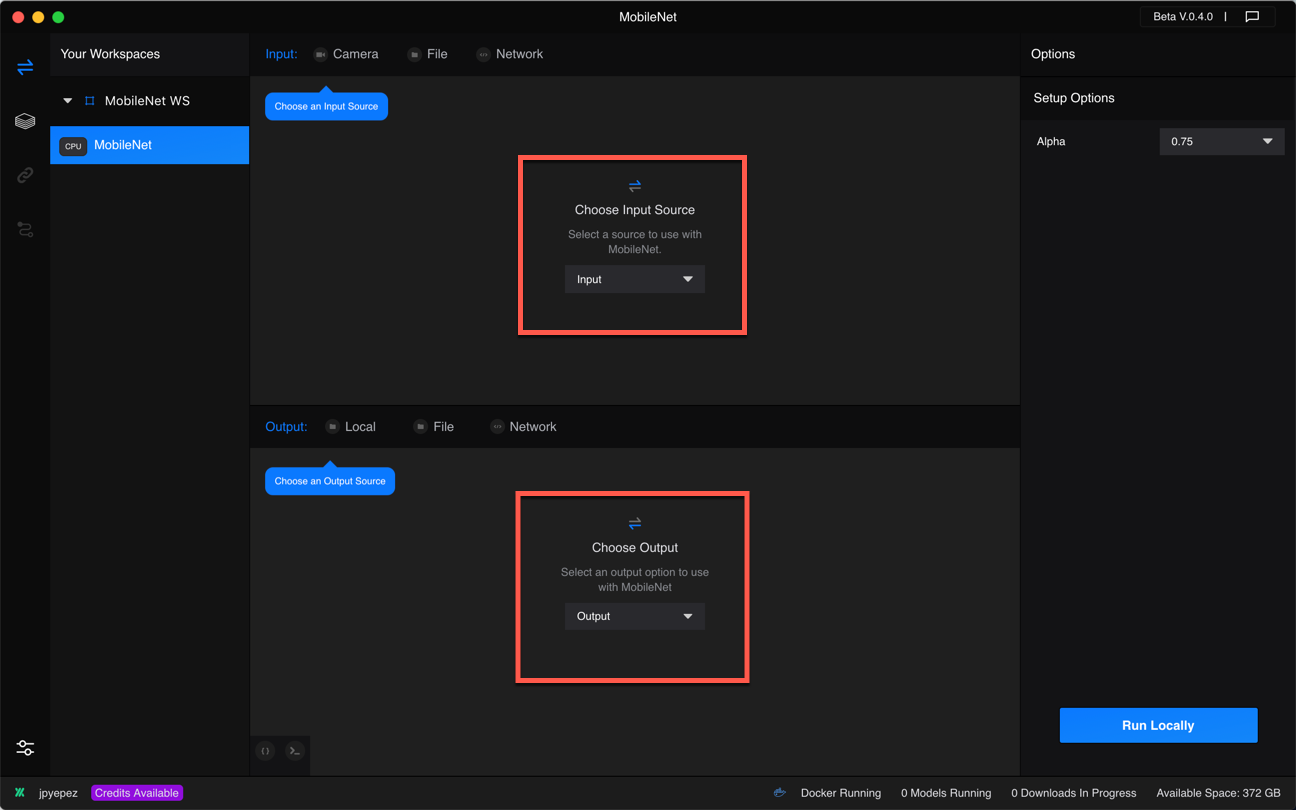 MobileNet
Beta V.0.4.0 |
Your Workspaces
MobileNet WS
CPU MobileNet
Input: Camera File Network
Choose an Input Source
Choose Input Source
Select a source to use with
MobileNet.
Input
Output: Local File Network
Choose an Output Source
Choose Output
Select an output option to use
with MobileNet
Output
Options
Setup Options
Alpha 0.75
Run Locally
jpyepez Credits Available Docker Running 0 Models Running 0 Downloads In Progress Available Space: 372 GB